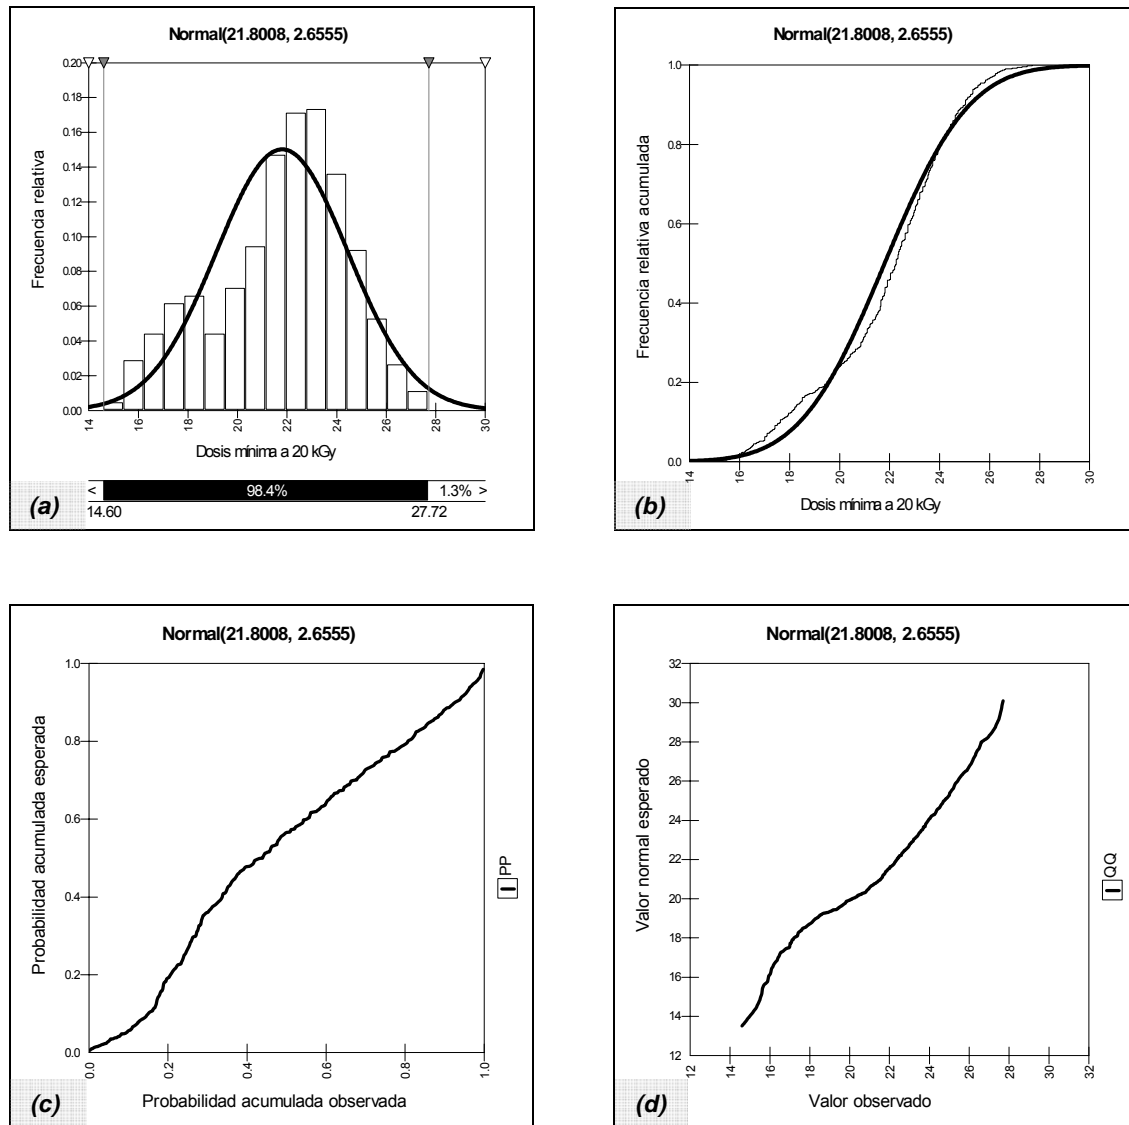 Normal(21.8008, 2.6555)
0.20
0.18
0.16
0.14
0.12
0.10
0.08
0.06
0.04
0.02
0.00
Frecuencia relativa
14 16 18 20 22 24 26 28 30
Dosis mínima a 20 kGy
< 98.4% 1.3% >
14.60 27.72
(a)
Normal(21.8008, 2.6555)
1.0
0.8
0.6
0.4
0.2
0.0
Frecuencia relativa acumulada
14 16 18 20 22 24 26 28 30
Dosis mínima a 20 kGy
(b)
Normal(21.8008, 2.6555)
1.0
0.8
0.6
0.4
0.2
0.0
Probabilidad acumulada esperada
0.0 0.2 0.4 0.6 0.8 1.0
Probabilidad acumulada observada
PP
(c)
Normal(21.8008, 2.6555)
32
30
28
26
24
22
20
18
16
14
12
Valor normal esperado
12 14 16 18 20 22 24 26 28 30 32
Valor observado
QQ
(d)